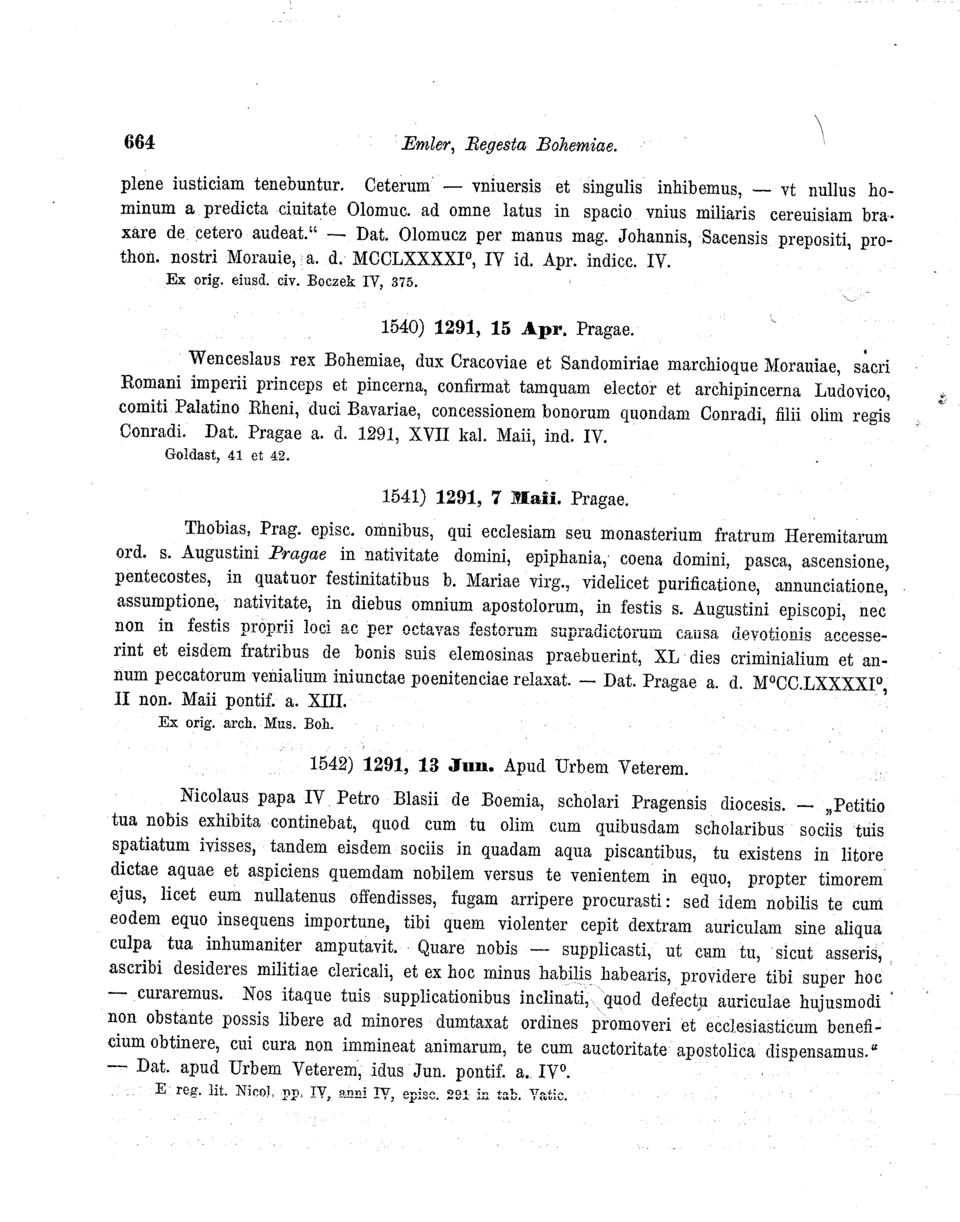 664 Emler, Regesta Bohemiae.
plene iusticiam tenebuntur. Ceterum — vniuersis et singulis inhibemus, — vt nullus ho-
minum a predicta ciuitate Olomuc. ad omne latus in spacio vnius miliaris cereuisiam bra-
xare de cetero audeat.“ — Dat. Olomucz per manus mag. Johannis, Sacensis prepositi, pro-
thon. nostri Morauie, a. d. MCCLXXXXI⁰, IV id. Apr. indicc. IV.
Ex orig. eiusd. civ. Boczek IV, 375.
1540) 1291, 15 Apr. Pragae.
Wenceslaus rex Bohemiae, dux Cracoviae et Sandomiriae marchioque Morauiae, sacri
Romani imperii princeps et pincerna, confirmat tamquam elector et archipincerna Ludovico,
comiti Palatino Rheni, duci Bavariae, concessionem bonorum quondam Conradi, filii olim regis
Conradi. Dat. Pragae a. d. 1291, XVII kal. Maii, ind. IV.
Goldast, 41 et 42.
1541) 1291, 7 Maii. Pragae.
Thobias, Prag. episc. omnibus, qui ecclesiam seu monasterium fratrum Heremitarum
ord. s. Augustini Pragae in nativitate domini, epiphania, coena domini, pasca, ascensione,
pentecostes, in quatuor festinitatibus b. Mariae virg., videlicet purificatione, annunciatione,
assumptione, nativitate, in diebus omnium apostolorum, in festis s. Augustini episcopi, nec
non in festis proprii loci ac per octavas festorum supradictorum causa devotionis accesse-
rint et eisdem fratribus de bonis suis elemosinas praebuerint, XL dies criminialium et an-
num peccatorum venialium iniunctae poenitenciae relaxat. — Dat. Pragae a. d. M⁰CC.LXXXXI⁰,
II non. Maii pontif. a. XIII.
Ex orig. arch. Mus. Boh.
1542) 1291, 13 Jun. Apud Urbem Veterem.
Nicolaus papa IV Petro Blasii de Boemia, scholari Pragensis diocesis. — „Petitio
tua nobis exhibita continebat, quod cum tu olim cum quibusdam scholaribus sociis tuis
spatiatum ivisses, tandem eisdem sociis in quadam aqua piscantibus, tu existens in litore
dictae aquae et aspiciens quemdam nobilem versus te venientem in equo, propter timorem
ejus, licet eum nullatenus offendisses, fugam arripere procurasti: sed idem nobilis te cum
eodem equo insequens importune, tibi quem violenter cepit dextram auriculam sine aliqua
culpa tua inhumaniter amputavit. Quare nobis — supplicasti, ut cum tu, sicut asseris,
ascribi desideres militiae clericali, et ex hoc minus habilis habearis, providere tibi super hoc
— curaremus. Nos itaque tuis supplicationibus inclinati, quod defectu auriculae hujusmodi
non obstante possis libere ad minores dumtaxat ordines promoveri et ecclesiasticum benefi-
cium obtinere, cui cura non immineat animarum, te cum auctoritate apostolica dispensamus.“
— Dat. apud Urbem Veterem, idus Jun. pontif. a. IV⁰.
E reg. lit. Nicol. pp. IV, anni IV, episc. 291 in tab. Vatic.